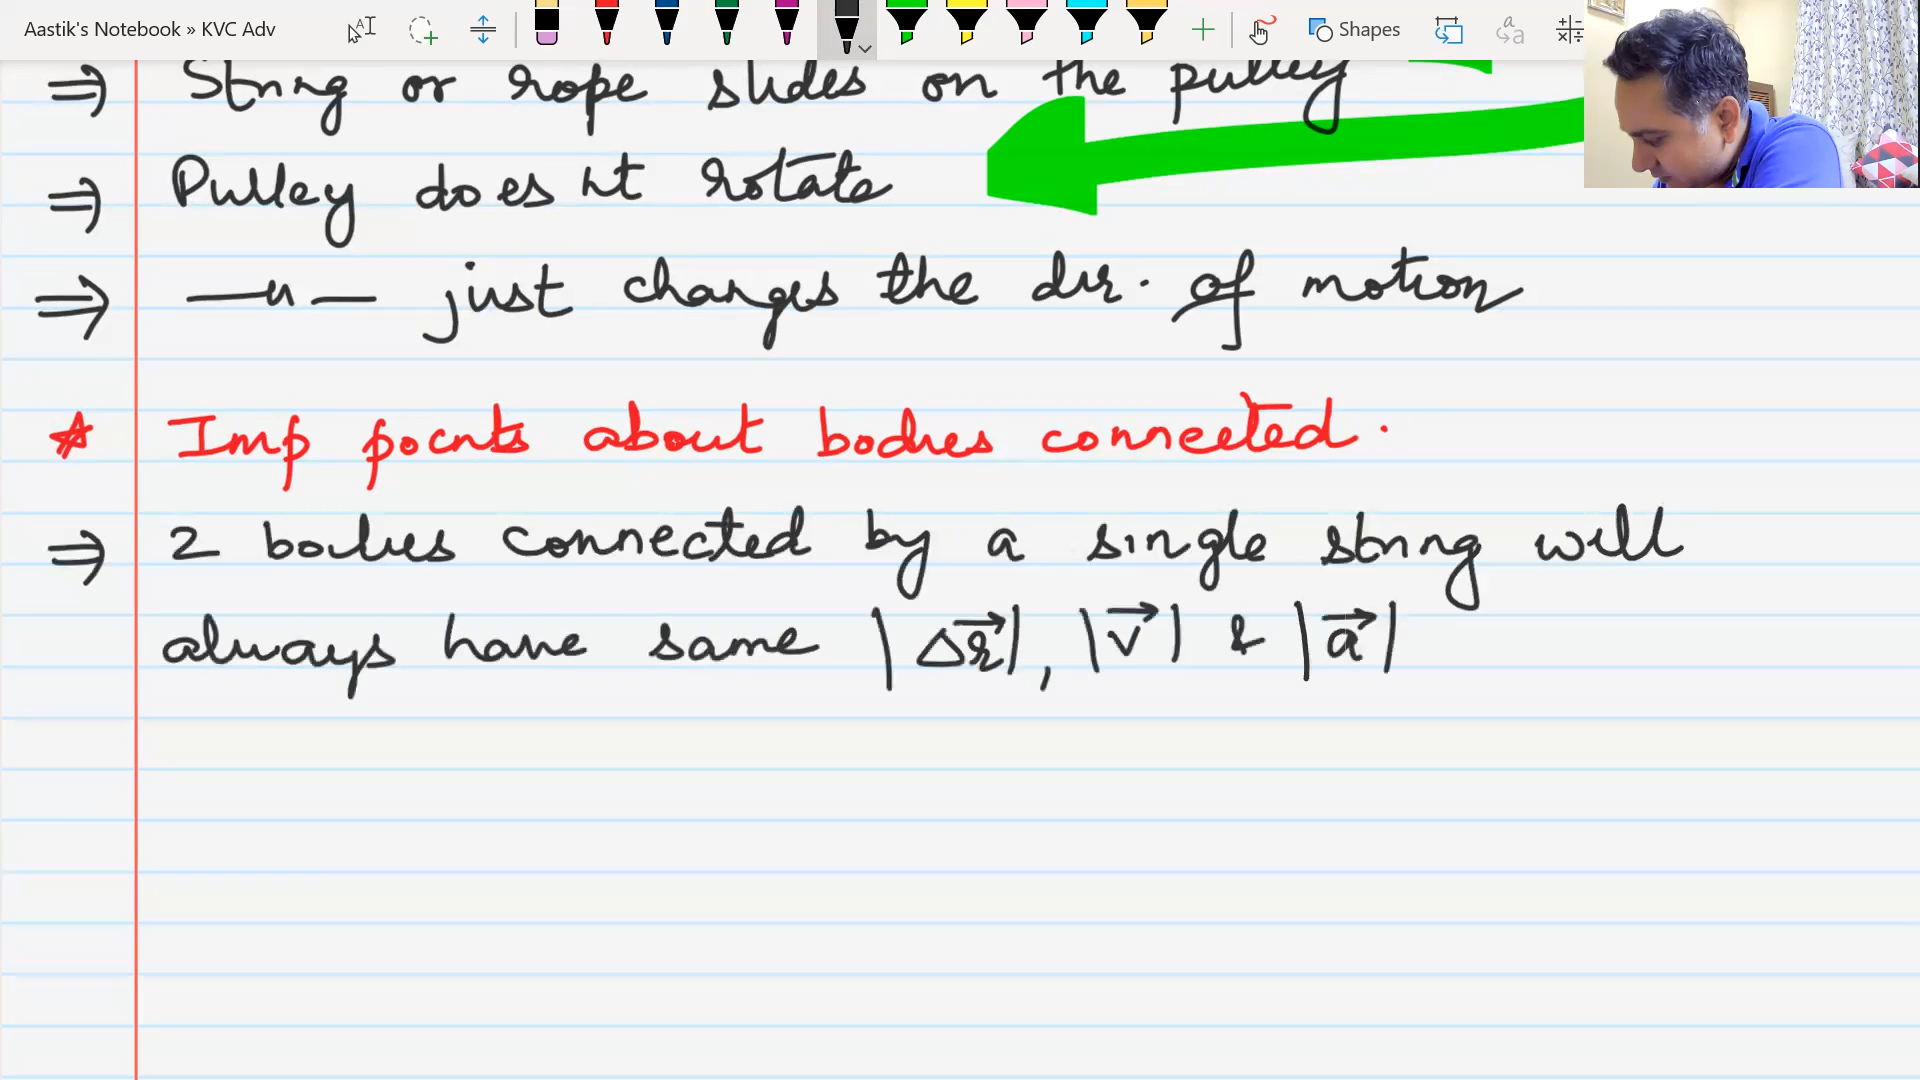 Aastik's Notebook » KVC Adv
Shapes
⇒ String or rope slides on the pulley
⇒ Pulley doesn't rotate
⇒ —"— just changes the dir. of motion
* Imp points about bodies connected.
⇒ 2 bodies connected by a single string will
always have same |Δr⃗|, |v⃗| & |a⃗|